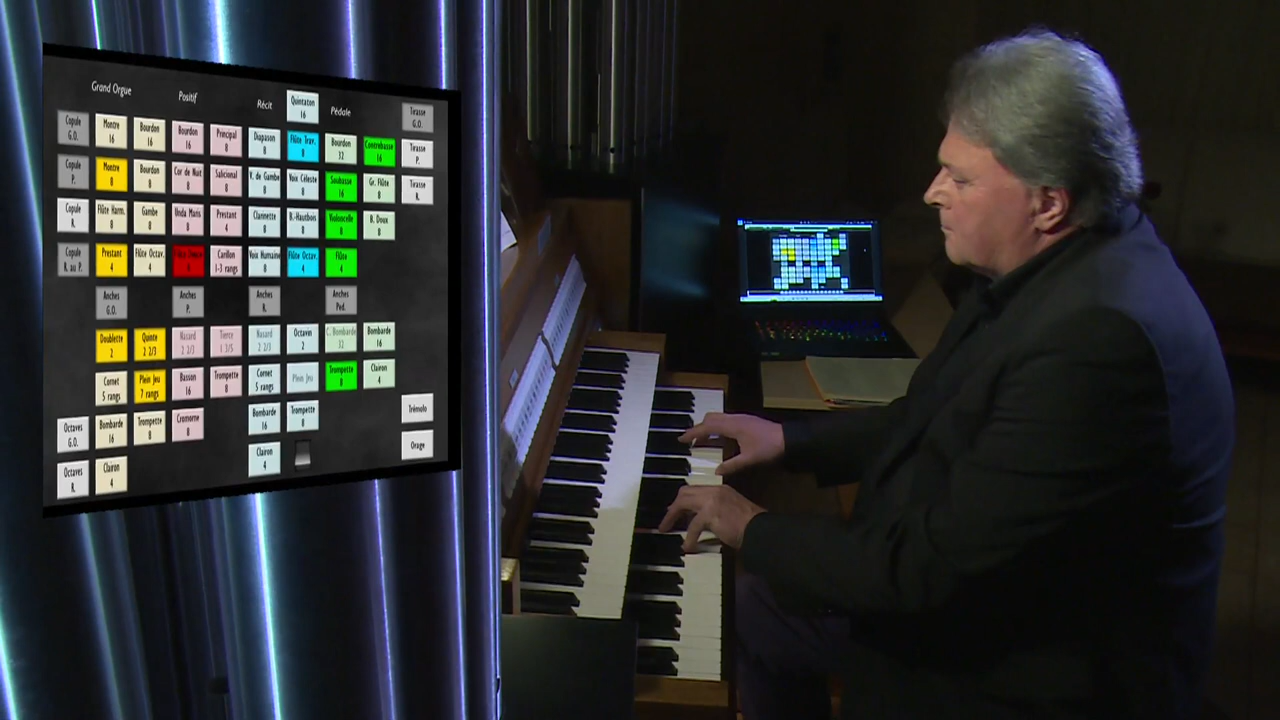 Grand Orgue
Positif
Récit
Quintaton
16
Pédale
Tirasse
G.O.
Copule
G.O.
Montre
16
Bourdon
16
Bourdon
16
Principal
8
Diapason
8
Flûte Trav.
8
Bourdon
32
Contrebasse
16
Tirasse
P.
Copule
P.
Montre
8
Bourdon
8
Cor de Nuit
8
Salicional
8
V. de Gambe
8
Voix Céleste
8
Soubasse
16
Gr. Flûte
8
Tirasse
R.
Copule
R.
Flûte Harm.
8
Gambe
8
Unda Maris
8
Prestant
4
Clarinette
8
B.-Hautbois
8
Violoncelle
8
B. Doux
8
Copule
R. au P.
Prestant
4
Flûte Octav.
4
Carillon
1-3 rangs
Voix Humaine
8
Flûte Octav.
4
Flûte
4
Anches
G.O.
Anches
P.
Anches
R.
Anches
Ped.
Doublette
2
Quinte
2 2/3
Nasard
2 2/3
Tierce
1 3/5
Nasard
2 2/3
Octavin
2
C. Bombarde
32
Bombarde
16
Cornet
5 rangs
Plein Jeu
7 rangs
Basson
16
Trompette
8
Cornet
5 rangs
Plein Jeu
Trompette
8
Clairon
4
Octaves
G.O.
Bombarde
16
Trompette
8
Cromorne
8
Bombarde
16
Trompette
8
Trémolo
Octaves
R.
Clairon
4
Clairon
4
Orage